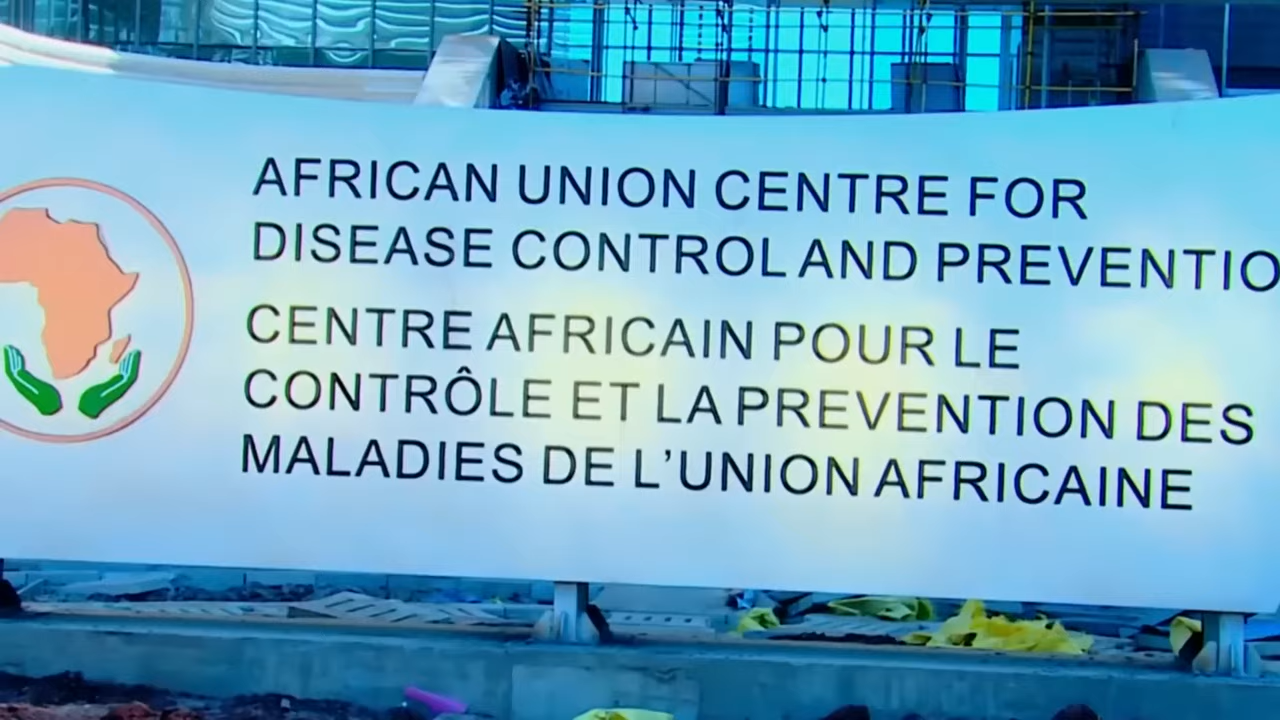 AFRICAN UNION CENTRE FOR
DISEASE CONTROL AND PREVENTIO
CENTRE AFRICAIN POUR LE
CONTRÔLE ET LA PREVENTION DES
MALADIES DE L'UNION AFRICAINE